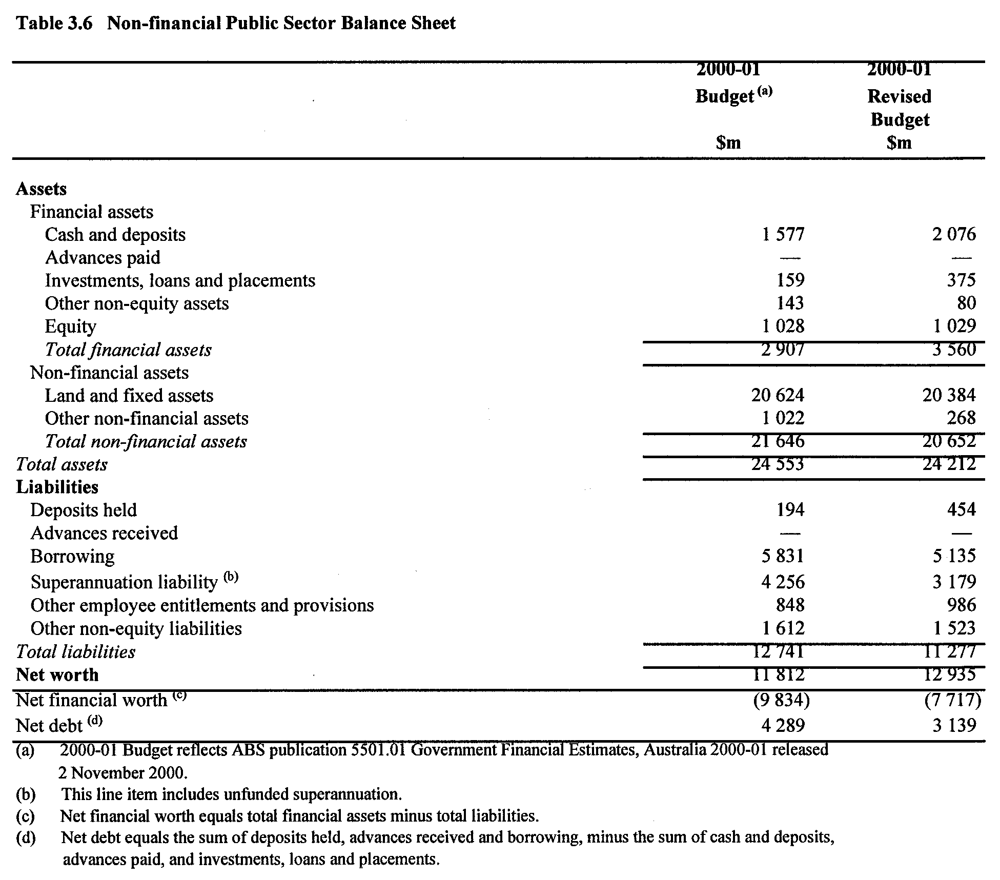 Table 3.6 Non-financial Public Sector Balance Sheet
2000-01 2000-01
Budget (a) Revised
Budget
$m $m
Assets
Financial assets
Cash and deposits 1 577 2 076
Advances paid — —
Investments, loans and placements 159 375
Other non-equity assets 143 80
Equity 1 028 1 029
Total financial assets 2 907 3 560
Non-financial assets
Land and fixed assets 20 624 20 384
Other non-financial assets 1 022 268
Total non-financial assets 21 646 20 652
Total assets 24 553 24 212
Liabilities
Deposits held 194 454
Advances received — —
Borrowing 5 831 5 135
Superannuation liability (b) 4 256 3 179
Other employee entitlements and provisions 848 986
Other non-equity liabilities 1 612 1 523
Total liabilities 12 741 11 277
Net worth 11 812 12 935
Net financial worth (c) (9 834) (7 717)
Net debt (d) 4 289 3 139
(a) 2000-01 Budget reflects ABS publication 5501.01 Government Financial Estimates, Australia 2000-01 released
2 November 2000.
(b) This line item includes unfunded superannuation.
(c) Net financial worth equals total financial assets minus total liabilities.
(d) Net debt equals the sum of deposits held, advances received and borrowing, minus the sum of cash and deposits,
advances paid, and investments, loans and placements.